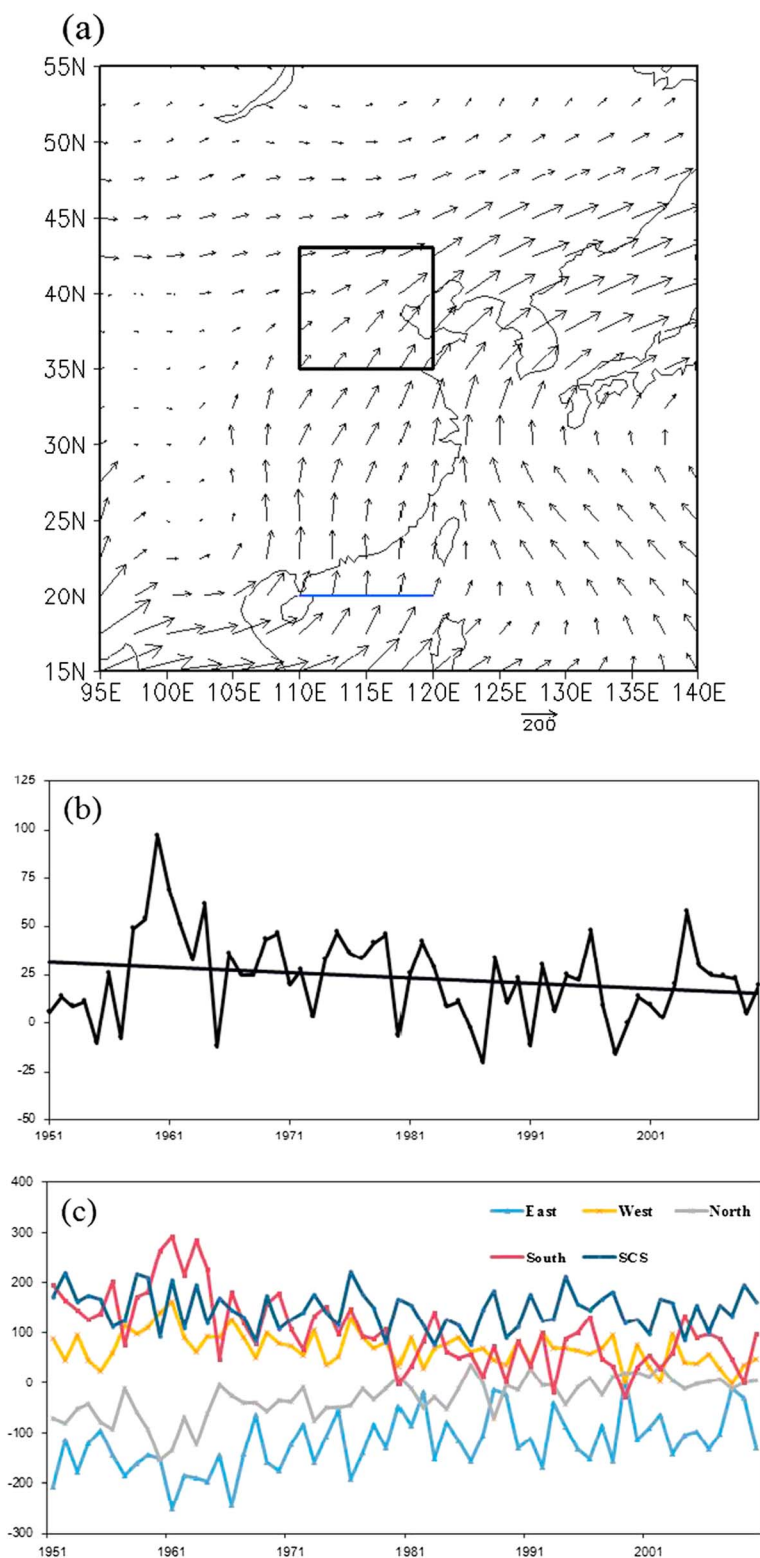 (a)
55N
50N
45N
40N
35N
30N
25N
20N
15N
95E 100E 105E 110E 115E 120E 125E 130E 135E 140E
200
(b)
125
100
75
50
25
0
-25
-50
1951 1961 1971 1981 1991 2001
(c)
400
300
200
100
0
-100
-200
-300
East West North
South SCS
1951 1961 1971 1981 1991 2001